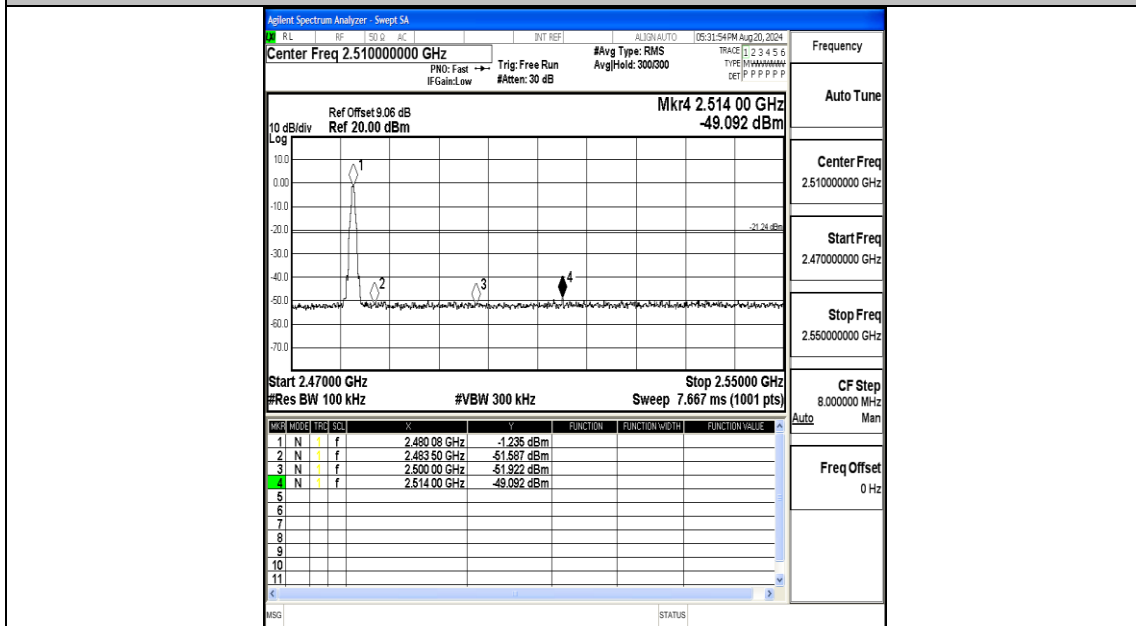 Agilent Spectrum Analyzer - Swept SA
RL RF 50 Ω AC INT REF ALIGN AUTO 05:31:54 PM Aug 20, 2024
Center Freq 2.510000000 GHz
PNO: Fast
IFGain:Low
Trig: Free Run
#Atten: 30 dB
#Avg Type: RMS
Avg|Hold: 300/300
TRACE 1 2 3 4 5 6
TYPE
DET P P P P P P
Mkr4 2.514 00 GHz
-49.092 dBm
Ref Offset 9.06 dB
10 dB/div Ref 20.00 dBm
Log
10.0
0.00
-10.0
-20.0
-30.0
-40.0
-50.0
-60.0
-70.0
1
2
3
4
-21.24 dBm
Start 2.47000 GHz Stop 2.55000 GHz
#Res BW 100 kHz #VBW 300 kHz Sweep 7.667 ms (1001 pts)
MKR MODE TRC SCL X Y FUNCTION FUNCTION WIDTH FUNCTION VALUE
1 N 1 f 2.480 08 GHz -1.235 dBm
2 N 1 f 2.483 50 GHz -51.587 dBm
3 N 1 f 2.500 00 GHz -51.922 dBm
4 N 1 f 2.514 00 GHz -49.092 dBm
5
6
7
8
9
10
11
MSG STATUS
Frequency
Auto Tune
Center Freq
2.510000000 GHz
Start Freq
2.470000000 GHz
Stop Freq
2.550000000 GHz
CF Step
8.000000 MHz
Auto Man
Freq Offset
0 Hz